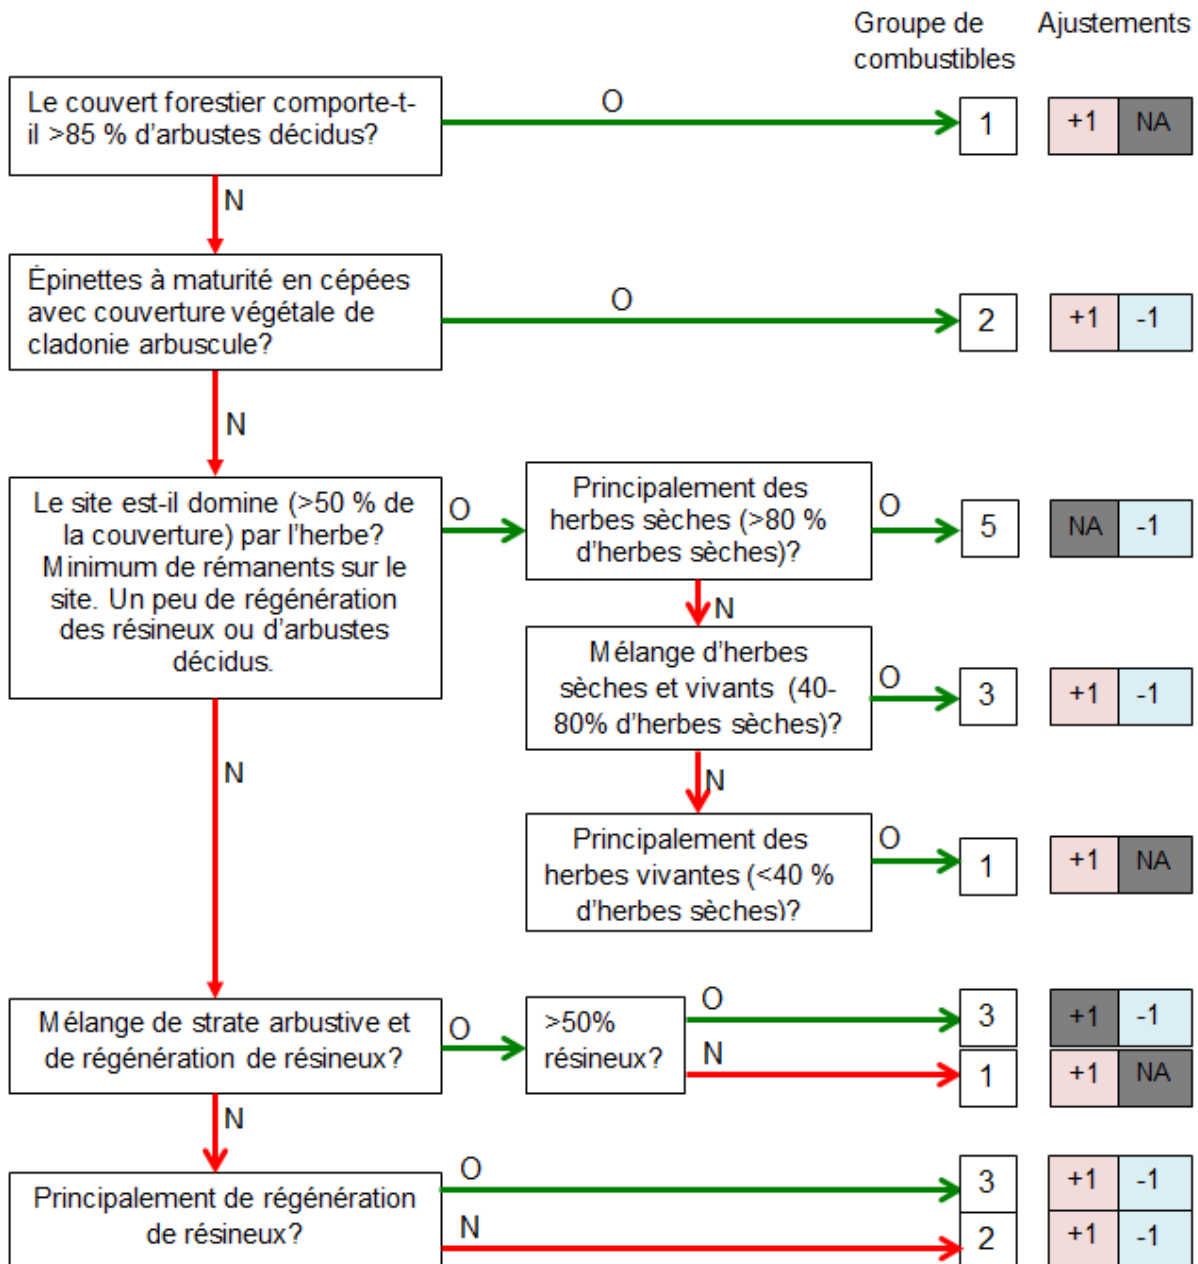 Groupe de
combustibles
Ajustements
Le couvert forestier comporte-t-
il >85 % d'arbustes décidus?
O
1
+1
NA
N
Épinettes à maturité en cépées
avec couverture végétale de
cladonie arbuscule?
O
2
+1
-1
N
Le site est-il domine (>50 % de
la couverture) par l'herbe?
Minimum de rémanents sur le
site. Un peu de régénération
des résineux ou d'arbustes
décidus.
O
Principalement des
herbes sèches (>80 %
d'herbes sèches)?
O
5
NA
-1
N
Mélange d'herbes
sèches et vivants (40-
80% d'herbes sèches)?
O
3
+1
-1
N
Principalement des
herbes vivantes (<40 %
d'herbes sèches)?
O
1
+1
NA
N
Mélange de strate arbustive et
de régénération de résineux?
O
>50%
résineux?
O
3
+1
-1
N
1
+1
NA
N
Principalement de régénération
de résineux?
O
3
+1
-1
N
2
+1
-1